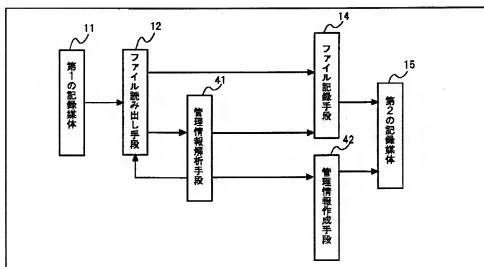 11
第1の記録媒体
12
ファイル読み出し手段
41
管理情報解析手段
14
ファイル記録手段
42
管理情報作成手段
15
第2の記録媒体